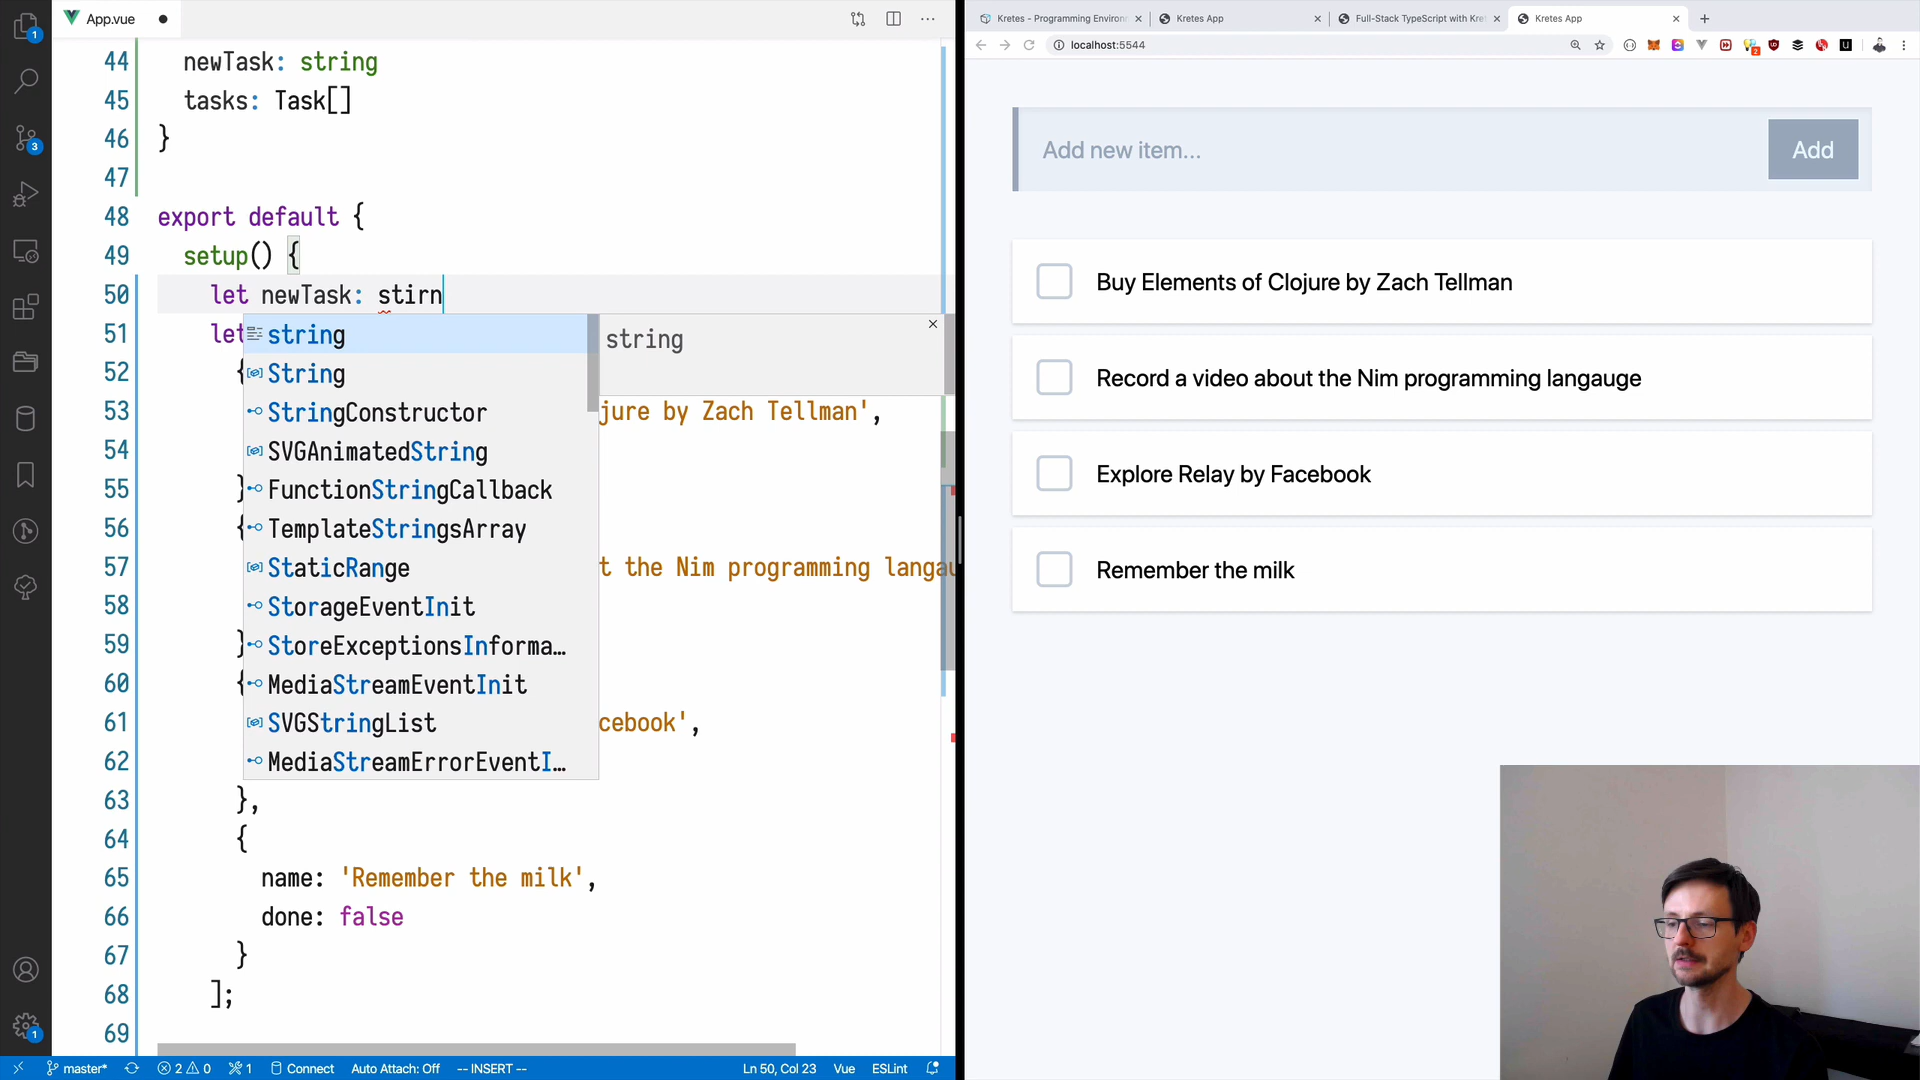 App.vue
44 newTask: string
45 tasks: Task[]
46 }
47
48 export default {
49 setup() {
50 let newTask: stirn
51 let
string
string
52 {
String
53 jure by Zach Tellman',
StringConstructor
54
SVGAnimatedString
55 }
FunctionStringCallback
56 {
TemplateStringsArray
57 t the Nim programming langau
StaticRange
58
StorageEventInit
59 }
StoreExceptionsInforma...
60 {
MediaStreamEventInit
61 cebook',
SVGStringList
62
MediaStreamErrorEventI...
63 },
64 {
65 name: 'Remember the milk',
66 done: false
67 }
68 ];
69
1
3
1
master*
2 0
1
Connect
Auto Attach: Off
-- INSERT --
Ln 50, Col 23
Vue
ESLint
Kretes - Programming Environ
Kretes App
Full-Stack TypeScript with Kre
Kretes App
localhost:5544
Add new item...
Add
Buy Elements of Clojure by Zach Tellman
Record a video about the Nim programming langauge
Explore Relay by Facebook
Remember the milk